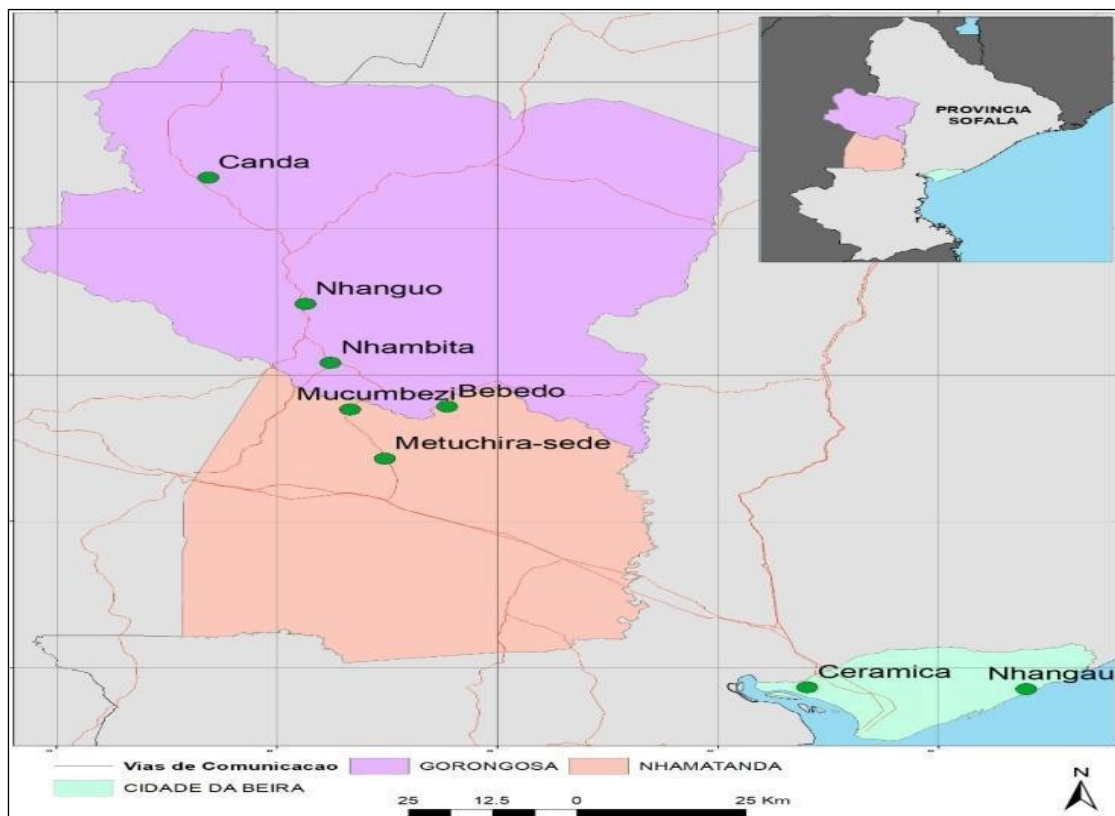 PROVINCIA
SOFALA
Canda
Nhanguo
Nhambita
Mucumbezi
Bebedo
Metuchira-sede
Ceramica
Nhangau
Vias de Comunicacao
GORONGOSA
NHAMATANDA
CIDADE DA BEIRA
25 12.5 0 25 Km
N